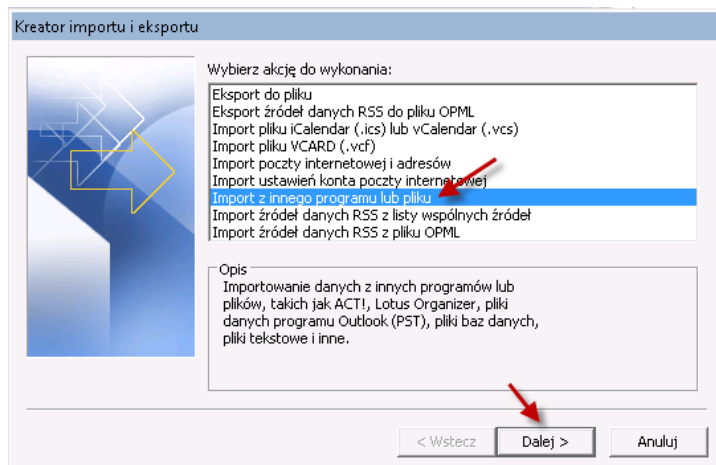 Kreator importu i eksportu
Wybierz akcję do wykonania:
Eksport do pliku
Eksport źródeł danych RSS do pliku OPML
Import pliku iCalendar (.ics) lub vCalendar (.vcs)
Import pliku VCARD (.vcf)
Import poczty internetowej i adresów
Import ustawień konta poczty internetowej
Import z innego programu lub pliku
Import źródeł danych RSS z listy wspólnych źródeł
Import źródeł danych RSS z pliku OPML
Opis
Importowanie danych z innych programów lub
plików, takich jak ACT!, Lotus Organizer, pliki
danych programu Outlook (PST), pliki baz danych,
pliki tekstowe i inne.
< Wstecz Dalej > Anuluj